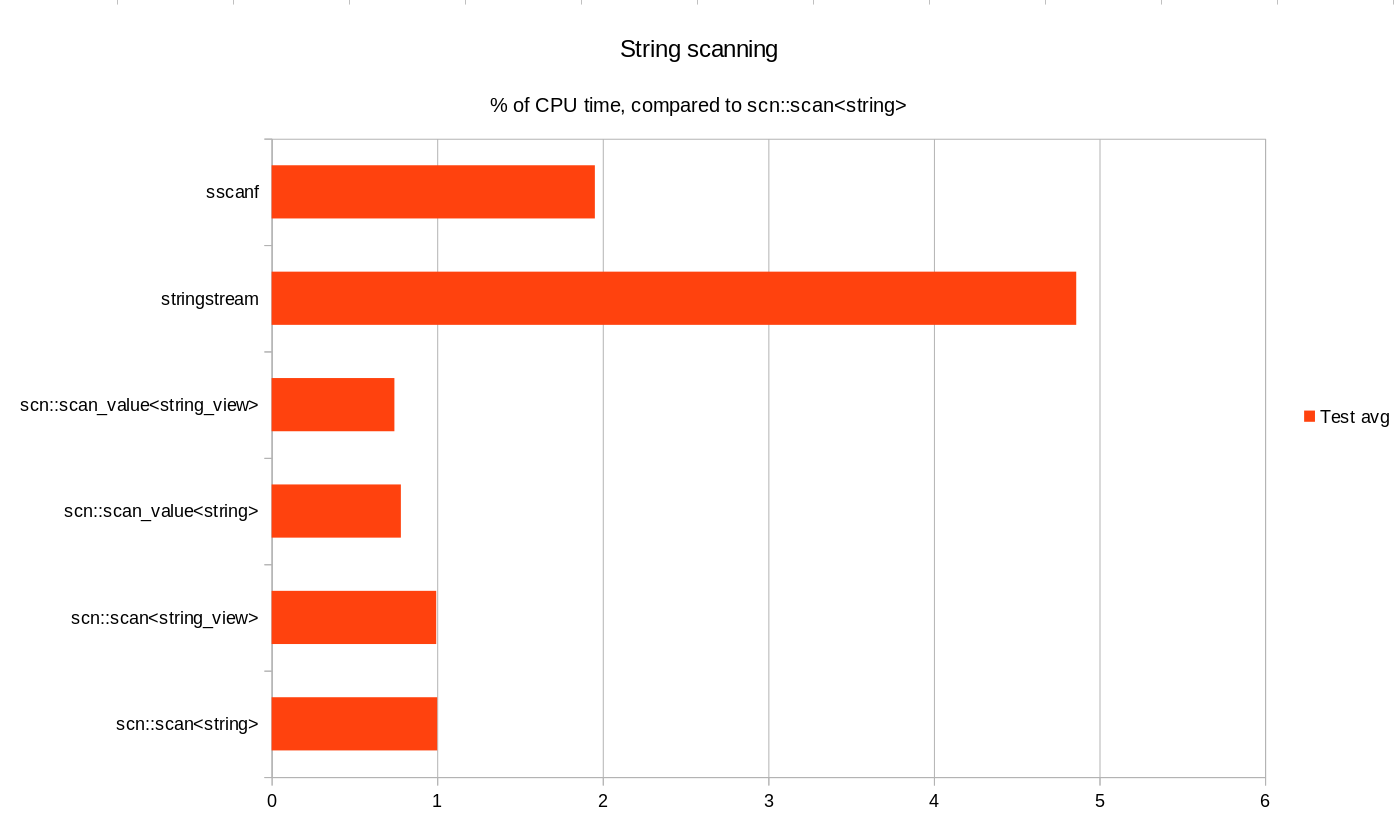 String scanning
% of CPU time, compared to scn::scan<string>
sscanf
stringstream
scn::scan_value<string_view>
scn::scan_value<string>
scn::scan<string_view>
scn::scan<string>
0 1 2 3 4 5 6
Test avg